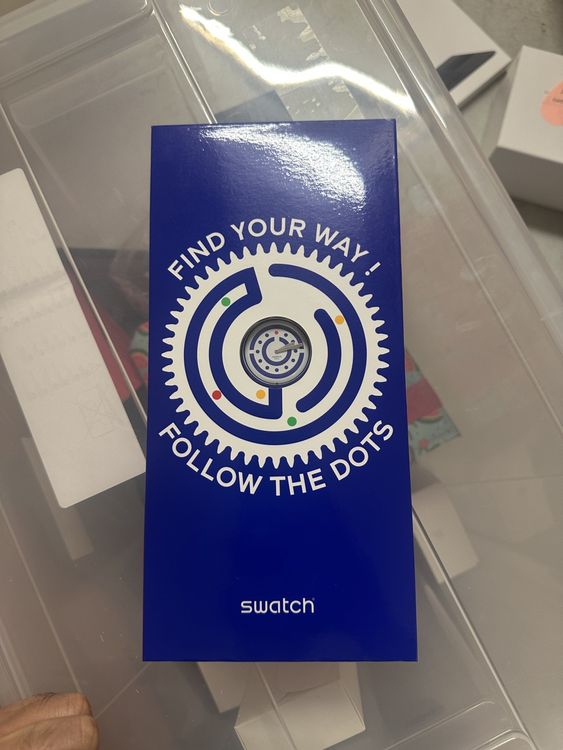 FIND YOUR WAY !
FOLLOW THE DOTS
swatch